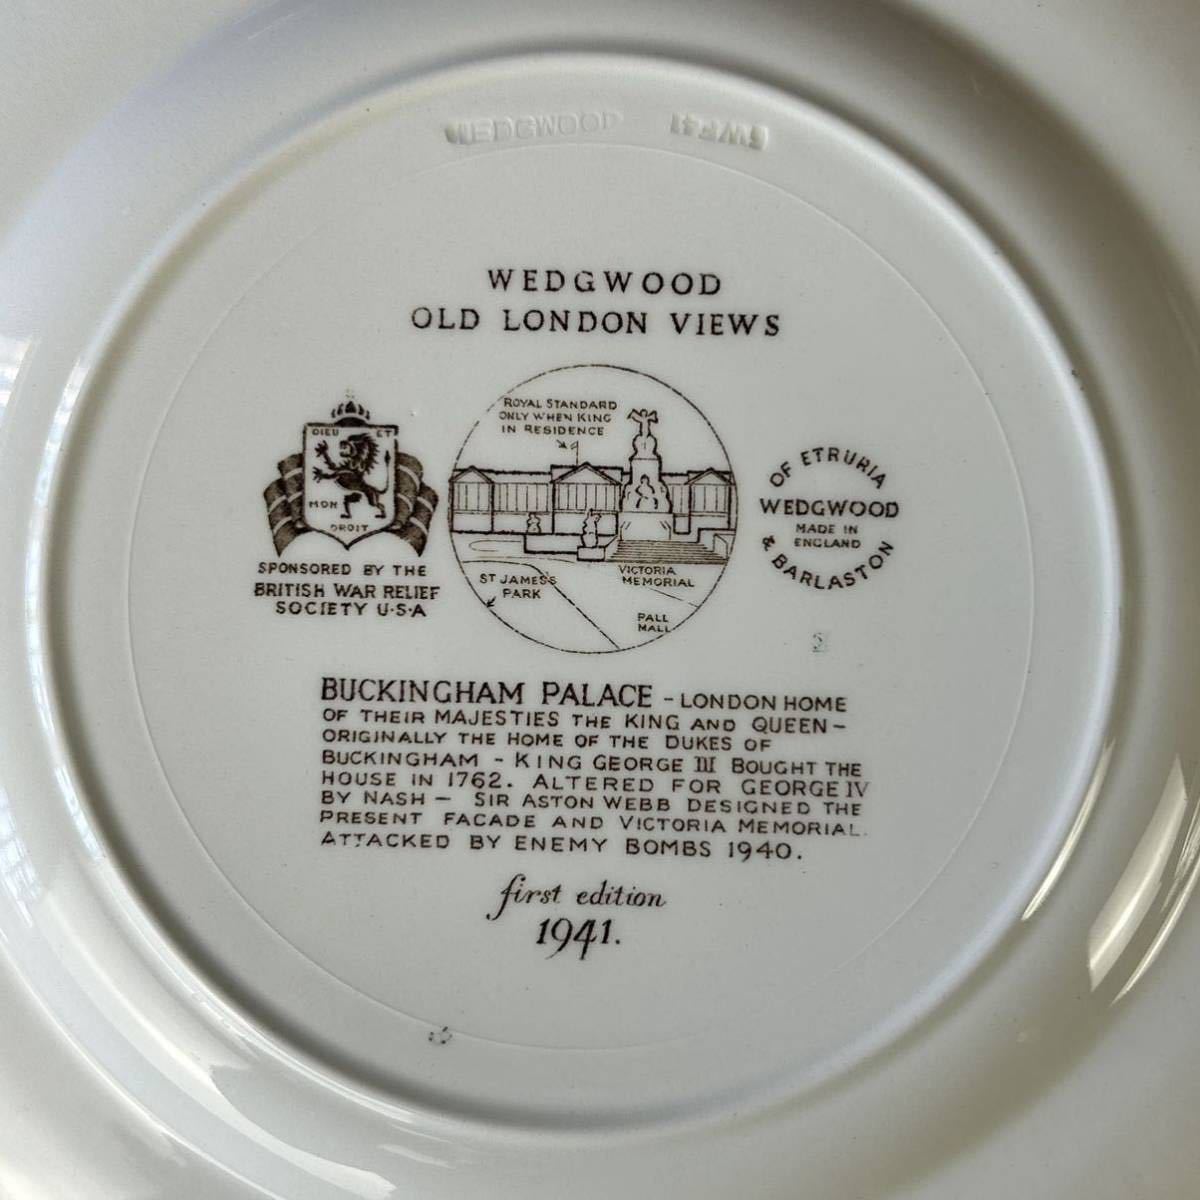 WEDGWOOD
WEDGWOOD
OLD LONDON VIEWS
DIEU ET
MON
DROIT
SPONSORED BY THE
BRITISH WAR RELIEF
SOCIETY U·S·A
ROYAL STANDARD
ONLY WHEN KING
IN RESIDENCE
ST JAMES'S
PARK
VICTORIA
MEMORIAL
PALL
MALL
OF ETRURIA
WEDGWOOD
MADE IN
ENGLAND
& BARLASTON
BUCKINGHAM PALACE - LONDON HOME
OF THEIR MAJESTIES THE KING AND QUEEN -
ORIGINALLY THE HOME OF THE DUKES OF
BUCKINGHAM - KING GEORGE III BOUGHT THE
HOUSE IN 1762. ALTERED FOR GEORGE IV
BY NASH - SIR ASTON WEBB DESIGNED THE
PRESENT FACADE AND VICTORIA MEMORIAL.
ATTACKED BY ENEMY BOMBS 1940.
first edition
1941.